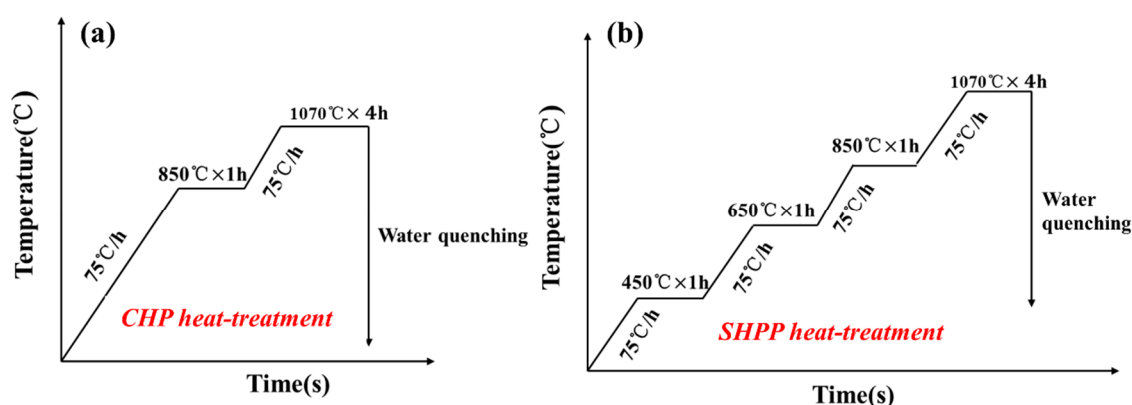 (a)
Temperature(℃)
75℃/h
850℃×1h
75℃/h
1070℃× 4h
Water quenching
CHP heat-treatment
Time(s)
(b)
Temperature(℃)
75℃/h
450℃×1h
75℃/h
650℃×1h
75℃/h
850℃×1h
75℃/h
1070℃× 4h
Water
quenching
SHPP heat-treatment
Time(s)